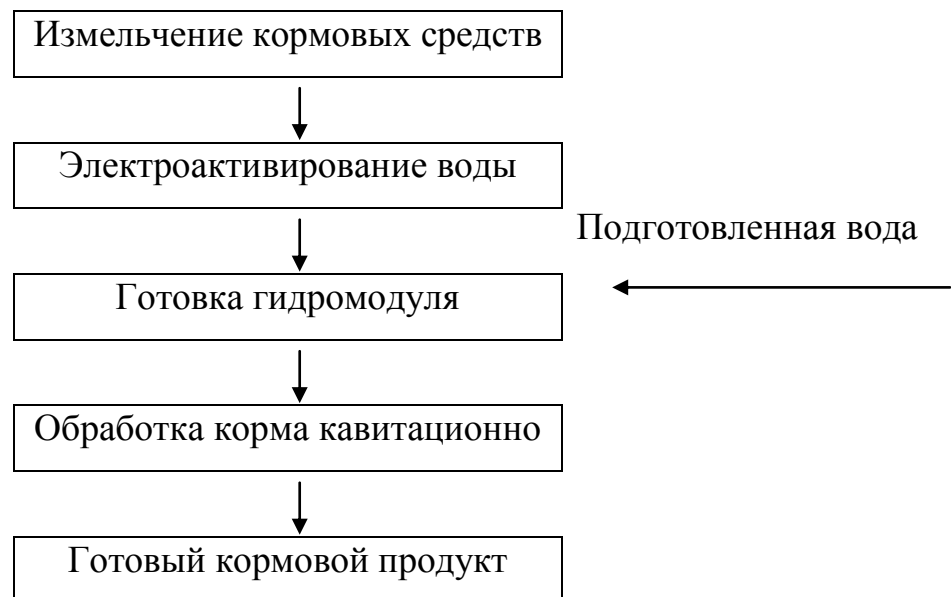 Измельчение кормовых средств
Электроактивирование воды
Подготовленная вода
Готовка гидромодуля
Обработка корма кавитационно
Готовый кормовой продукт